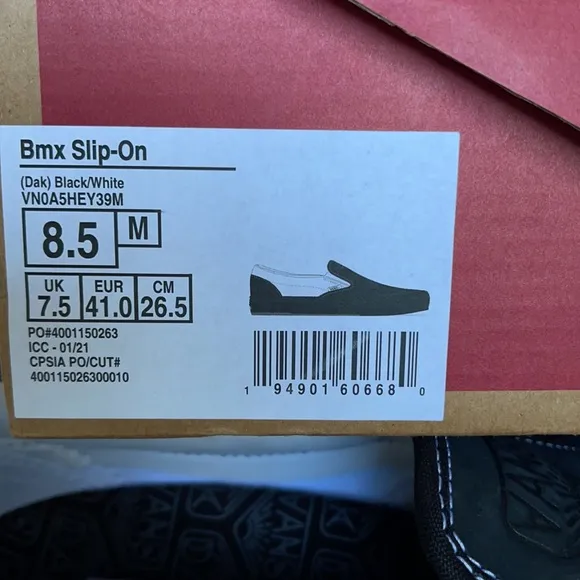 Bmx Slip-On
(Dak) Black/White
VN0A5HEY39M
8.5 M
UK EUR CM
7.5 41.0 26.5
PO#4001150263
ICC - 01/21
CPSIA PO/CUT#
400115026300010
1 94901 60668 0
VANS